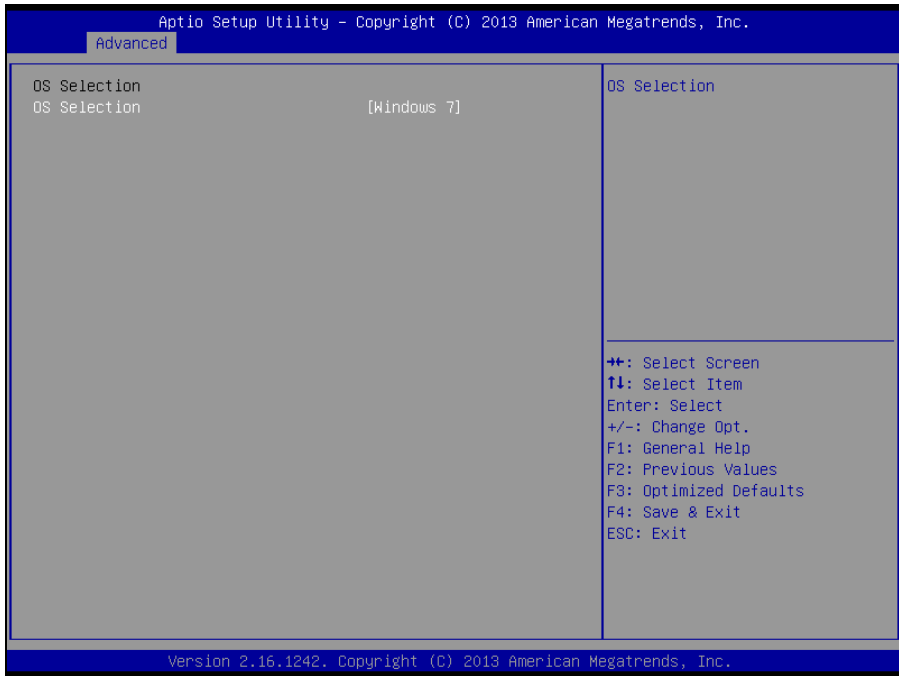 Aptio Setup Utility – Copyright (C) 2013 American Megatrends, Inc.
Advanced
OS Selection
OS Selection [Windows 7]
OS Selection
→←: Select Screen
↑↓: Select Item
Enter: Select
+/-: Change Opt.
F1: General Help
F2: Previous Values
F3: Optimized Defaults
F4: Save & Exit
ESC: Exit
Version 2.16.1242. Copyright (C) 2013 American Megatrends, Inc.